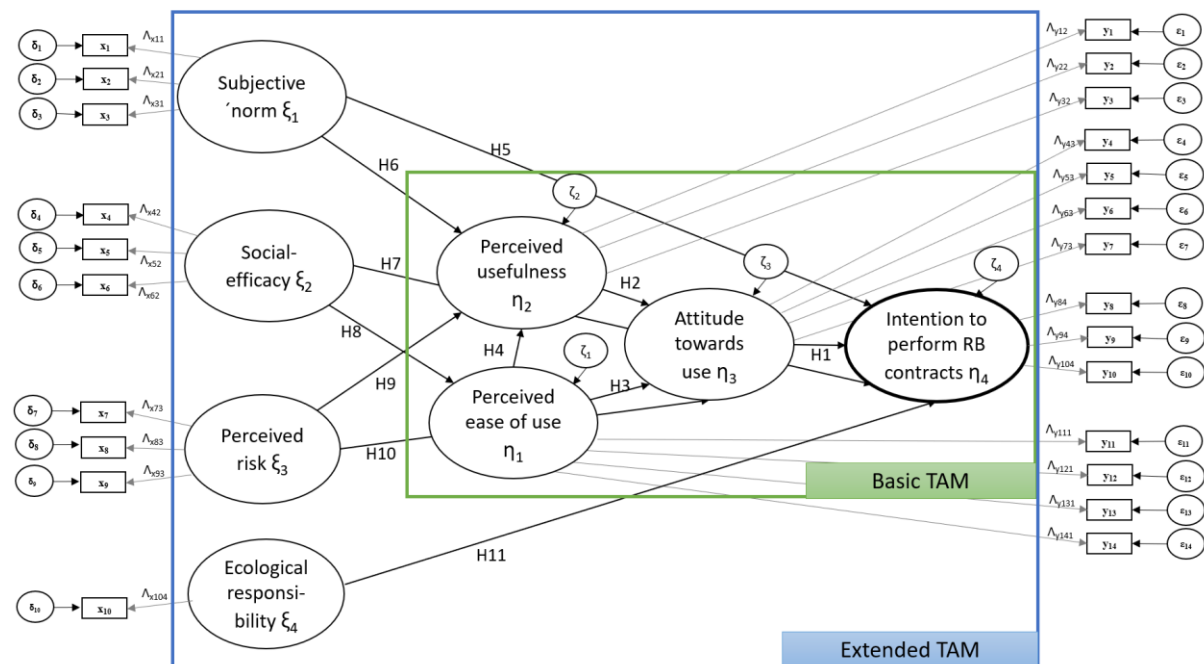 δ1 x1 Λx11
δ2 x2 Λx21
δ3 x3 Λx31
Subjective
´norm ξ1
δ4 x4 Λx42
δ5 x5 Λx52
δ6 x6 Λx62
Social-
efficacy ξ2
δ7 x7 Λx73
δ8 x8 Λx83
δ9 x9 Λx93
Perceived
risk ξ3
δ10 x10 Λx104
Ecological
responsi-
bility ξ4
H5
H6
H7
H8
H9
H10
H11
Perceived
usefulness
η2
ζ2
H2
H4
ζ1
Perceived
ease of use
η1
H3
ζ3
Attitude
towards
use η3
H1
ζ4
Intention to
perform RB
contracts η4
Basic TAM
Extended TAM
Λy12 y1 ε1
Λy22 y2 ε2
Λy32 y3 ε3
Λy43 y4 ε4
Λy53 y5 ε5
Λy63 y6 ε6
Λy73 y7 ε7
Λy84 y8 ε8
Λy94 y9 ε9
Λy104 y10 ε10
Λy111 y11 ε11
Λy121 y12 ε12
Λy131 y13 ε13
Λy141 y14 ε14